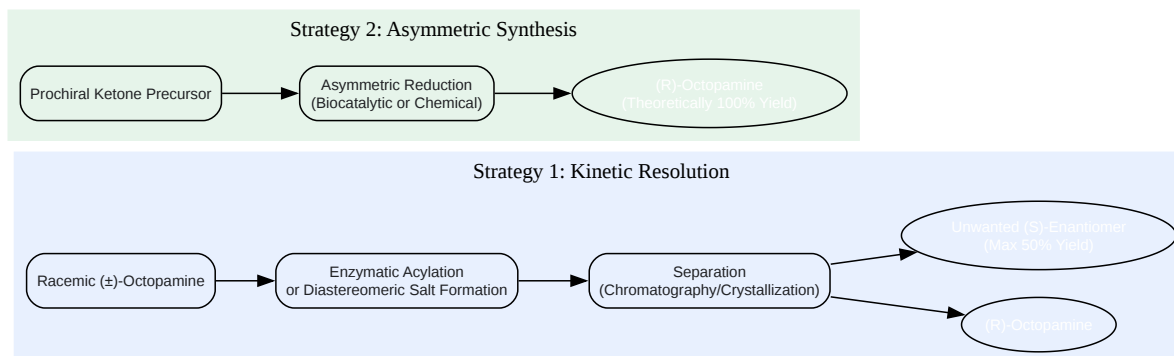 Strategy 2: Asymmetric Synthesis
Prochiral Ketone Precursor
Asymmetric Reduction
(Biocatalytic or Chemical)
(R)-Octopamine
(Theoretically 100% Yield)
Strategy 1: Kinetic Resolution
Racemic (±)-Octopamine
Enzymatic Acylation
or Diastereomeric Salt Formation
Separation
(Chromatography/Crystallization)
Unwanted (S)-Enantiomer
(Max 50% Yield)
(R)-Octopamine